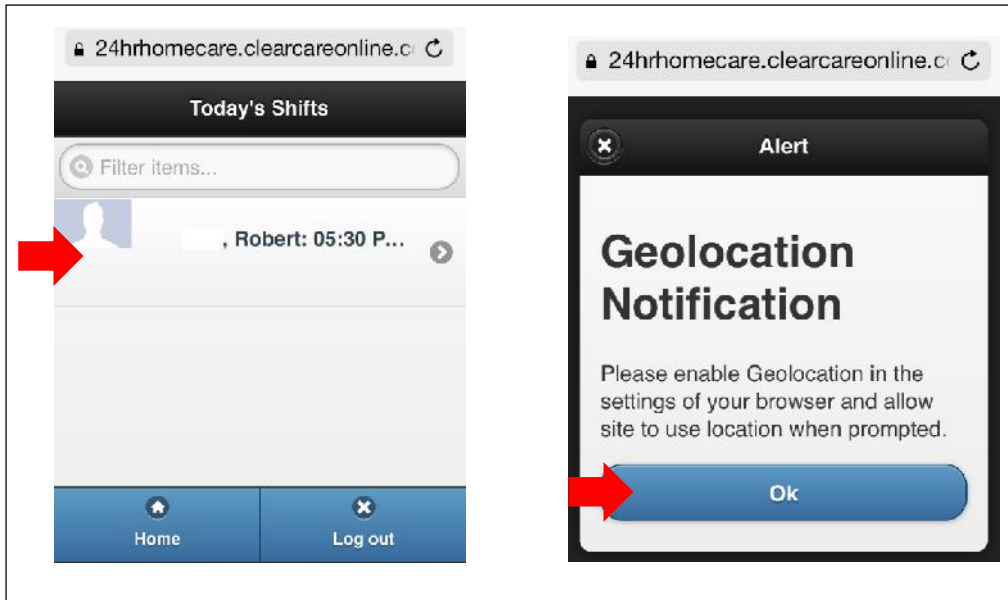 24hrhomecare.clearcareonline.c
Today's Shifts
Filter items...
, Robert: 05:30 P...
Home
Log out
24hrhomecare.clearcareonline.c
Alert
Geolocation
Notification
Please enable Geolocation in the
settings of your browser and allow
site to use location when prompted.
Ok